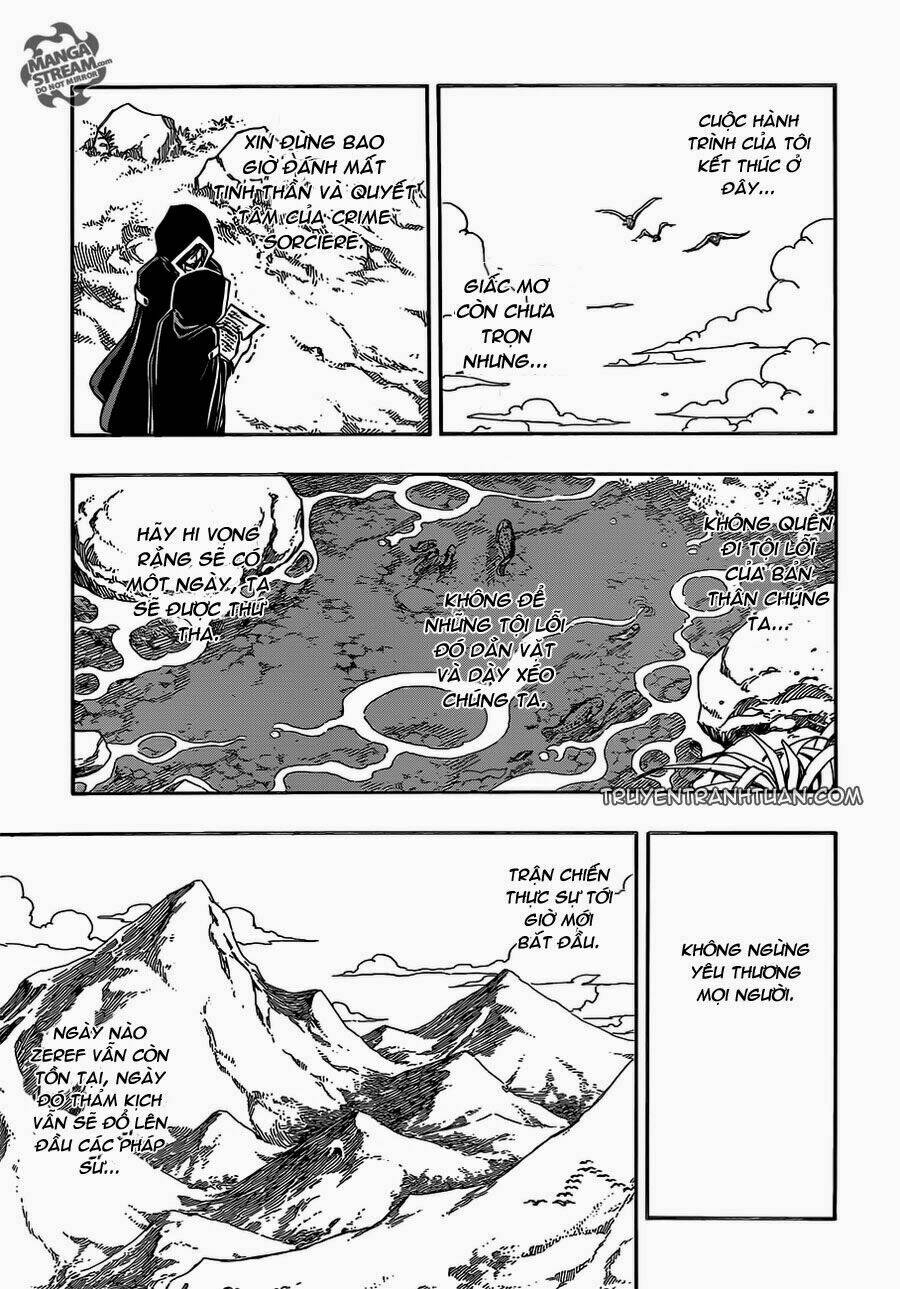 MANGA
STREAM.com
DO NOT MIRROR
CUỘC HÀNH
TRÌNH CỦA TÔI
KẾT THÚC Ở
ĐÂY...
GIẤC MƠ
CÒN CHƯA
TRỌN
NHƯNG...
XIN ĐỪNG BAO
GIỜ ĐÁNH MẤT
TINH THẦN VÀ QUYẾT
TÂM CỦA CRIME
SORCIERE.
KHÔNG QUÊN
ĐI TỘI LỖI
CỦA BẢN
THÂN CHÚNG
TA...
KHÔNG ĐỂ
NHỮNG TỘI LỖI
ĐÓ DẰN VẶT
VÀ DÀY XÉO
CHÚNG TA.
HÃY HI VỌNG
RẰNG SẼ CÓ
MỘT NGÀY, TA
SẼ ĐƯỢC THỨ
THA.
TRUYENTRANHTUAN.COM
KHÔNG NGỪNG
YÊU THƯƠNG
MỌI NGƯỜI.
TRẬN CHIẾN
THỰC SỰ TỚI
GIỜ MỚI
BẮT ĐẦU.
NGÀY NÀO
ZEREF VẪN CÒN
TỒN TẠI, NGÀY
ĐÓ THẢM KỊCH
VẪN SẼ ĐỔ LÊN
ĐẦU CÁC PHÁP
SƯ...